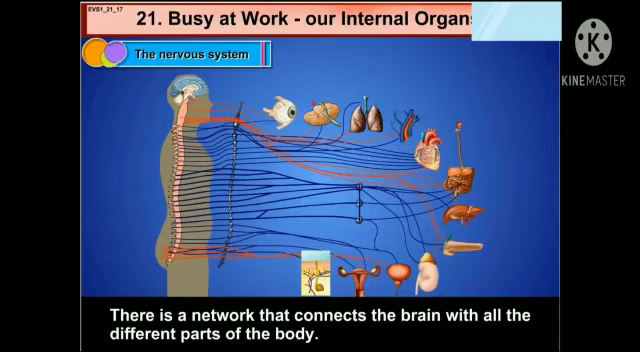 EVS1_21_17
21. Busy at Work - our Internal Organs
The nervous system
K
KINEMASTER
There is a network that connects the brain with all the
different parts of the body.